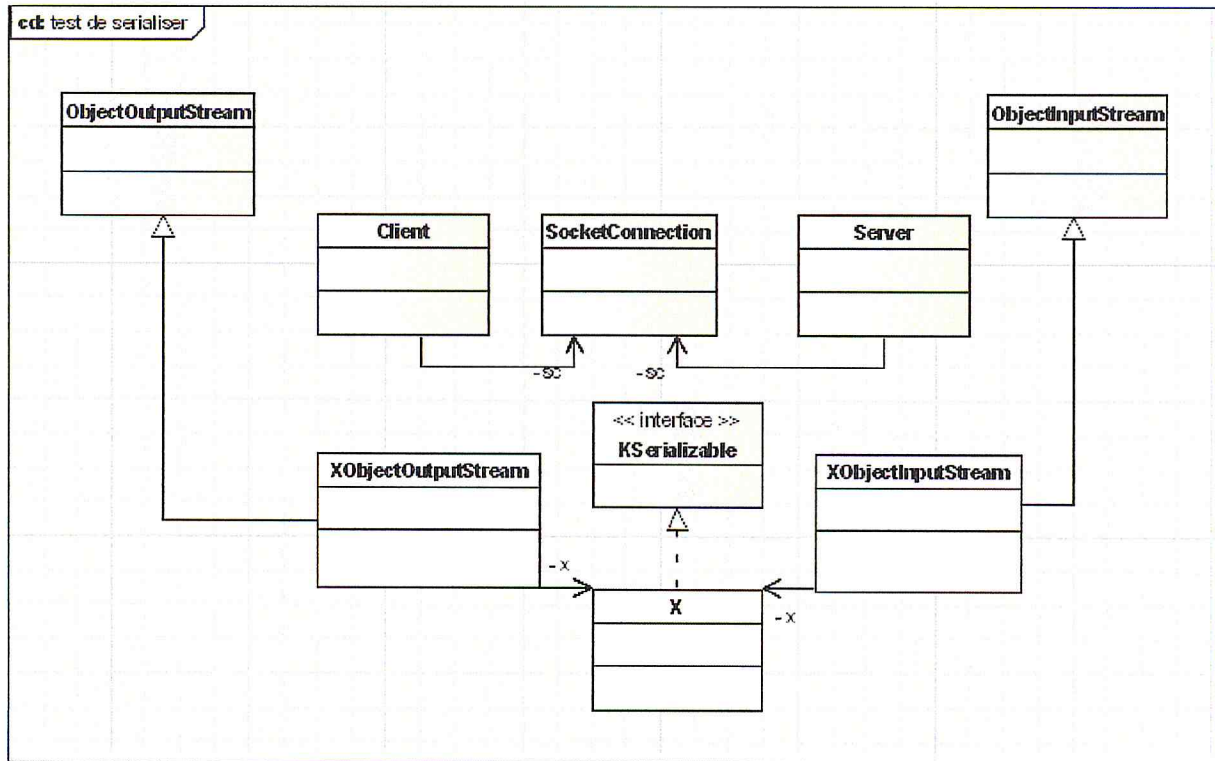 cd: test de serialiser
ObjectOutputStream
ObjectInputStream
Client
SocketConnection
Server
-sc
-sc
<< interface >>
KSerializable
XObjectOutputStream
XObjectInputStream
-x
X
-x